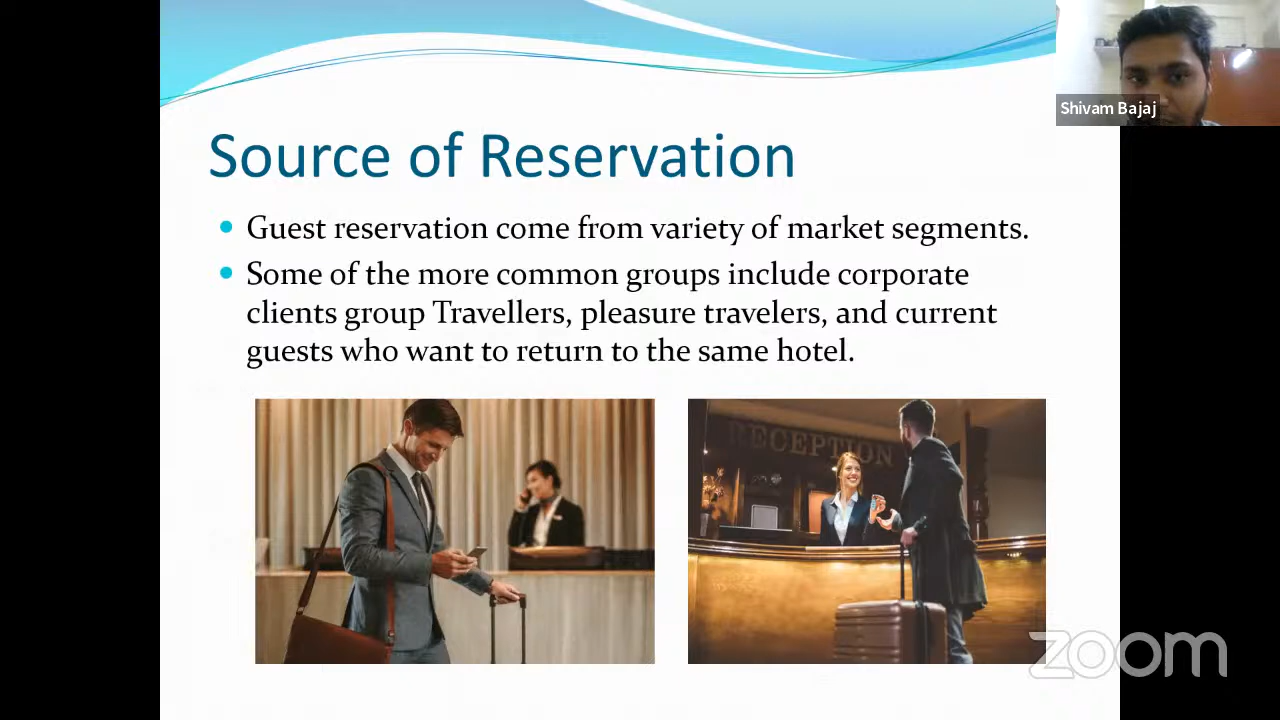 Shivam Bajaj
Source of Reservation
Guest reservation come from variety of market segments.
Some of the more common groups include corporate
clients group Travellers, pleasure travelers, and current
guests who want to return to the same hotel.
RECEPTION
zoom